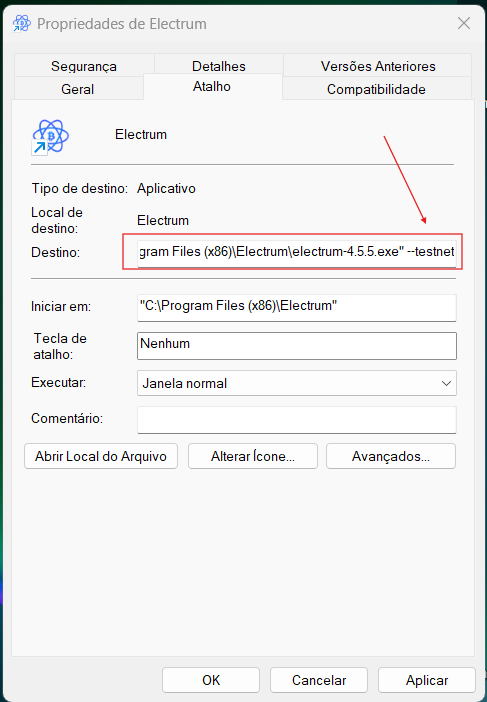 Propriedades de Electrum
Segurança Detalhes Versões Anteriores
Geral Atalho Compatibilidade
Electrum
Tipo de destino: Aplicativo
Local de destino: Electrum
Destino: gram Files (x86)\Electrum\electrum-4.5.5.exe" --testnet
Iniciar em: "C:\Program Files (x86)\Electrum"
Tecla de atalho: Nenhum
Executar: Janela normal
Comentário:
Abrir Local do Arquivo Alterar Ícone... Avançados...
OK Cancelar Aplicar